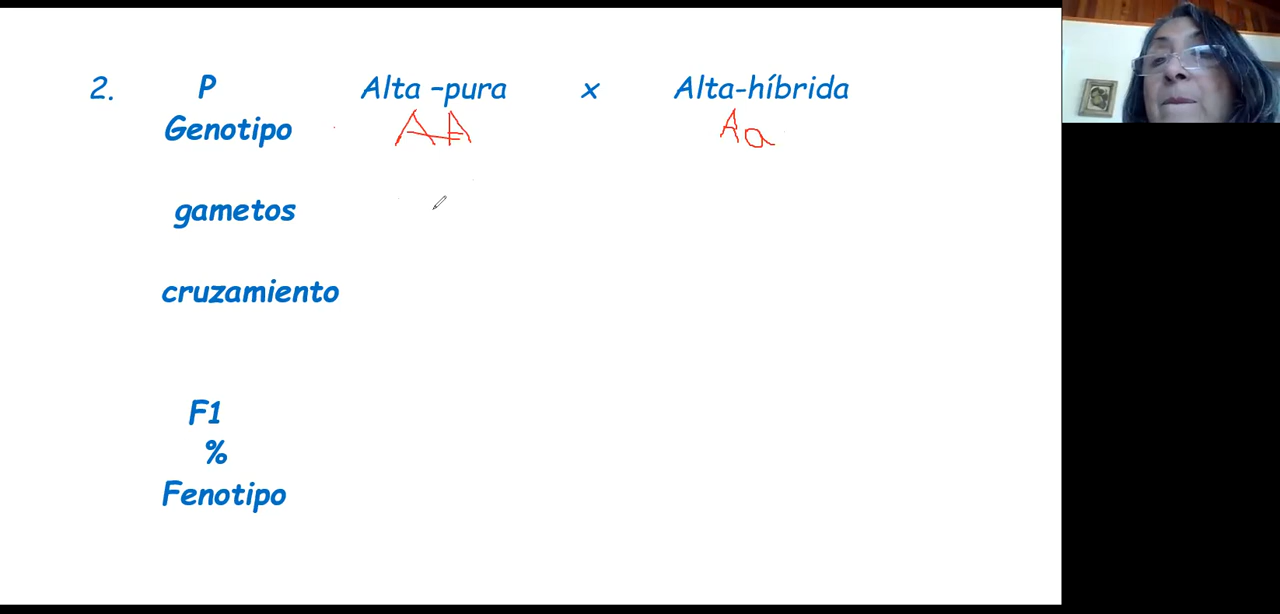 2. P Alta –pura x Alta-híbrida
Genotipo AA Aa
gametos
cruzamiento
F1
%
Fenotipo